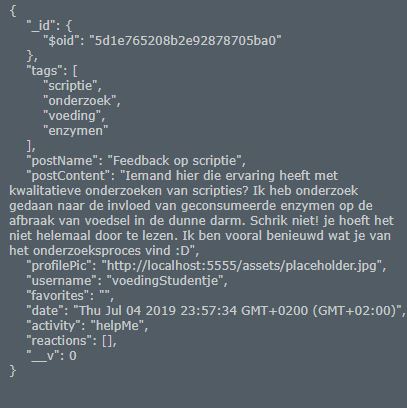 {
"_id": {
"$oid": "5d1e765208b2e92878705ba0"
},
"tags": [
"scriptie",
"onderzoek",
"voeding",
"enzymen"
],
"postName": "Feedback op scriptie",
"postContent": "Iemand hier die ervaring heeft met
kwalitatieve onderzoeken van scripties? Ik heb onderzoek
gedaan naar de invloed van geconsumeerde enzymen op de
afbraak van voedsel in de dunne darm. Schrik niet! je hoeft het
niet helemaal door te lezen. Ik ben vooral benieuwd wat je van
het onderzoeksproces vind :D",
"profilePic": "http://localhost:5555/assets/placeholder.jpg",
"username": "voedingStudentje",
"favorites": "",
"date": "Thu Jul 04 2019 23:57:34 GMT+0200 (GMT+02:00)",
"activity": "helpMe",
"reactions": [],
"__v": 0
}